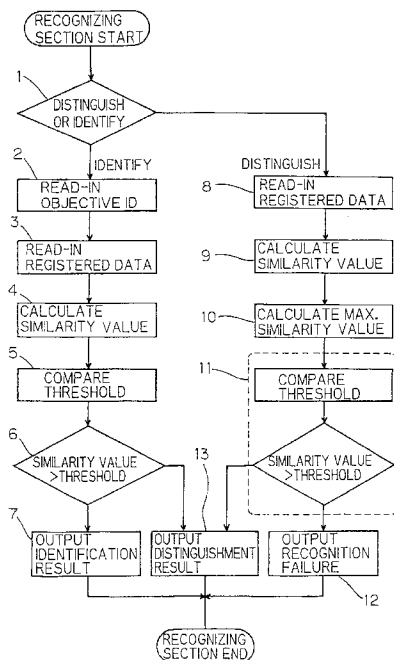 RECOGNIZING
SECTION START
1
DISTINGUISH
OR IDENTIFY
2
IDENTIFY
READ-IN
OBJECTIVE ID
3
READ-IN
REGISTERED DATA
4
CALCULATE
SIMILARITY VALUE
5
COMPARE
THRESHOLD
6
SIMILARITY VALUE
>THRESHOLD
7
OUTPUT
IDENTIFICATION
RESULT
DISTINGUISH
8
READ-IN
REGISTERED DATA
9
CALCULATE
SIMILARITY VALUE
10
CALCULATE MAX.
SIMILARITY VALUE
11
COMPARE
THRESHOLD
SIMILARITY VALUE
>THRESHOLD
13
OUTPUT
DISTINGUISHMENT
RESULT
OUTPUT
RECOGNITION
FAILURE
12
RECOGNIZING
SECTION END